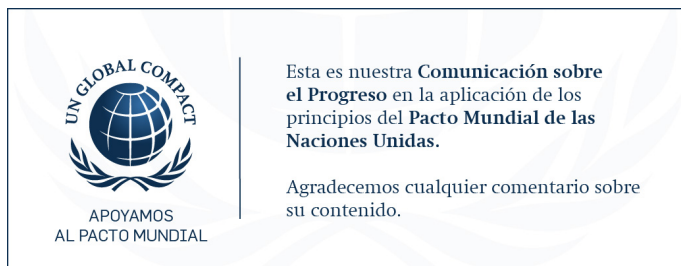 UN GLOBAL COMPACT
APOYAMOS
AL PACTO MUNDIAL
Esta es nuestra Comunicación sobre
el Progreso en la aplicación de los
principios del Pacto Mundial de las
Naciones Unidas.
Agradecemos cualquier comentario sobre
su contenido.